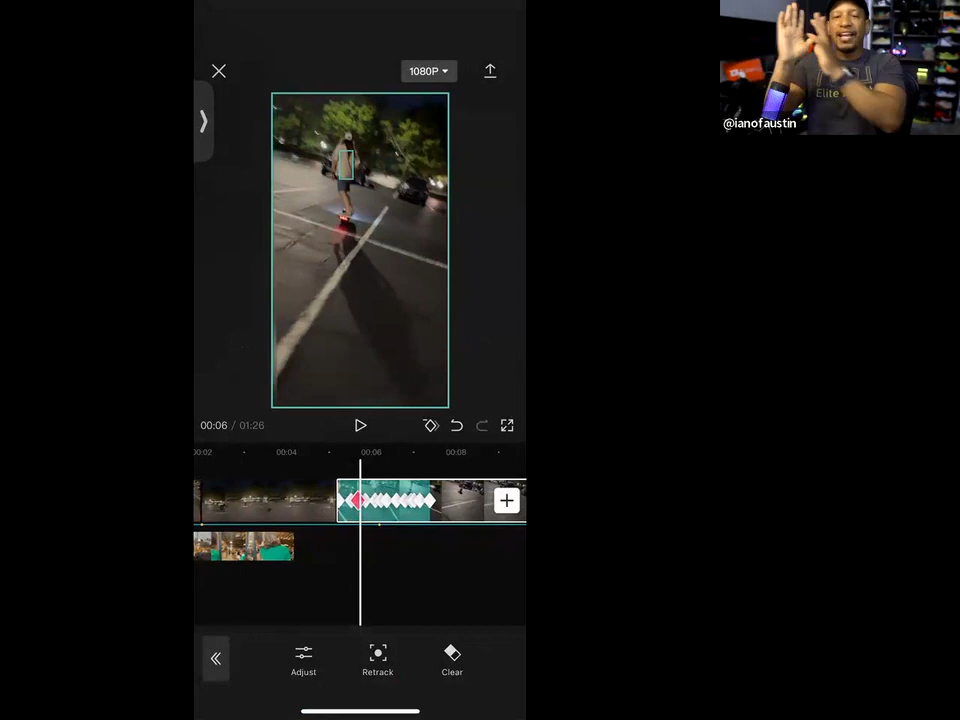 1080P
Elite
@ianofaustin
00:06 / 01:26
00:02
00:04
00:06
00:08
Adjust
Retrack
Clear